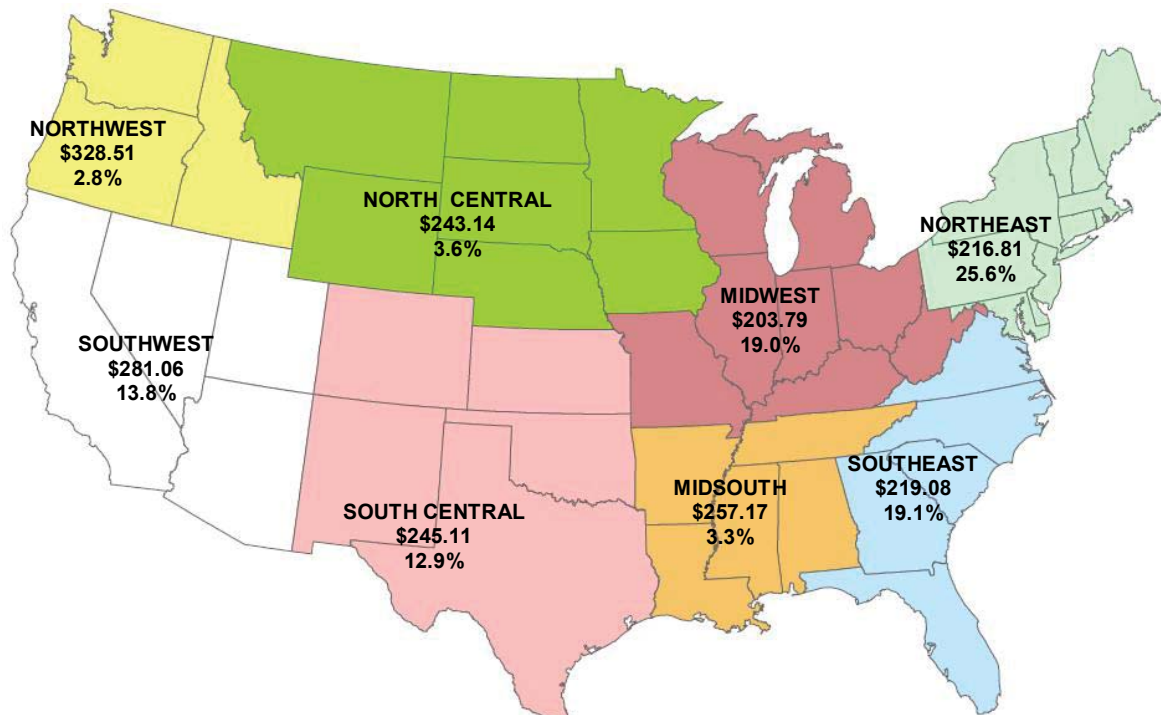 NORTHWEST
$328.51
2.8%
NORTH CENTRAL
$243.14
3.6%
NORTHEAST
$216.81
25.6%
MIDWEST
$203.79
19.0%
SOUTHWEST
$281.06
13.8%
SOUTHEAST
$219.08
19.1%
MIDSOUTH
$257.17
3.3%
SOUTH CENTRAL
$245.11
12.9%